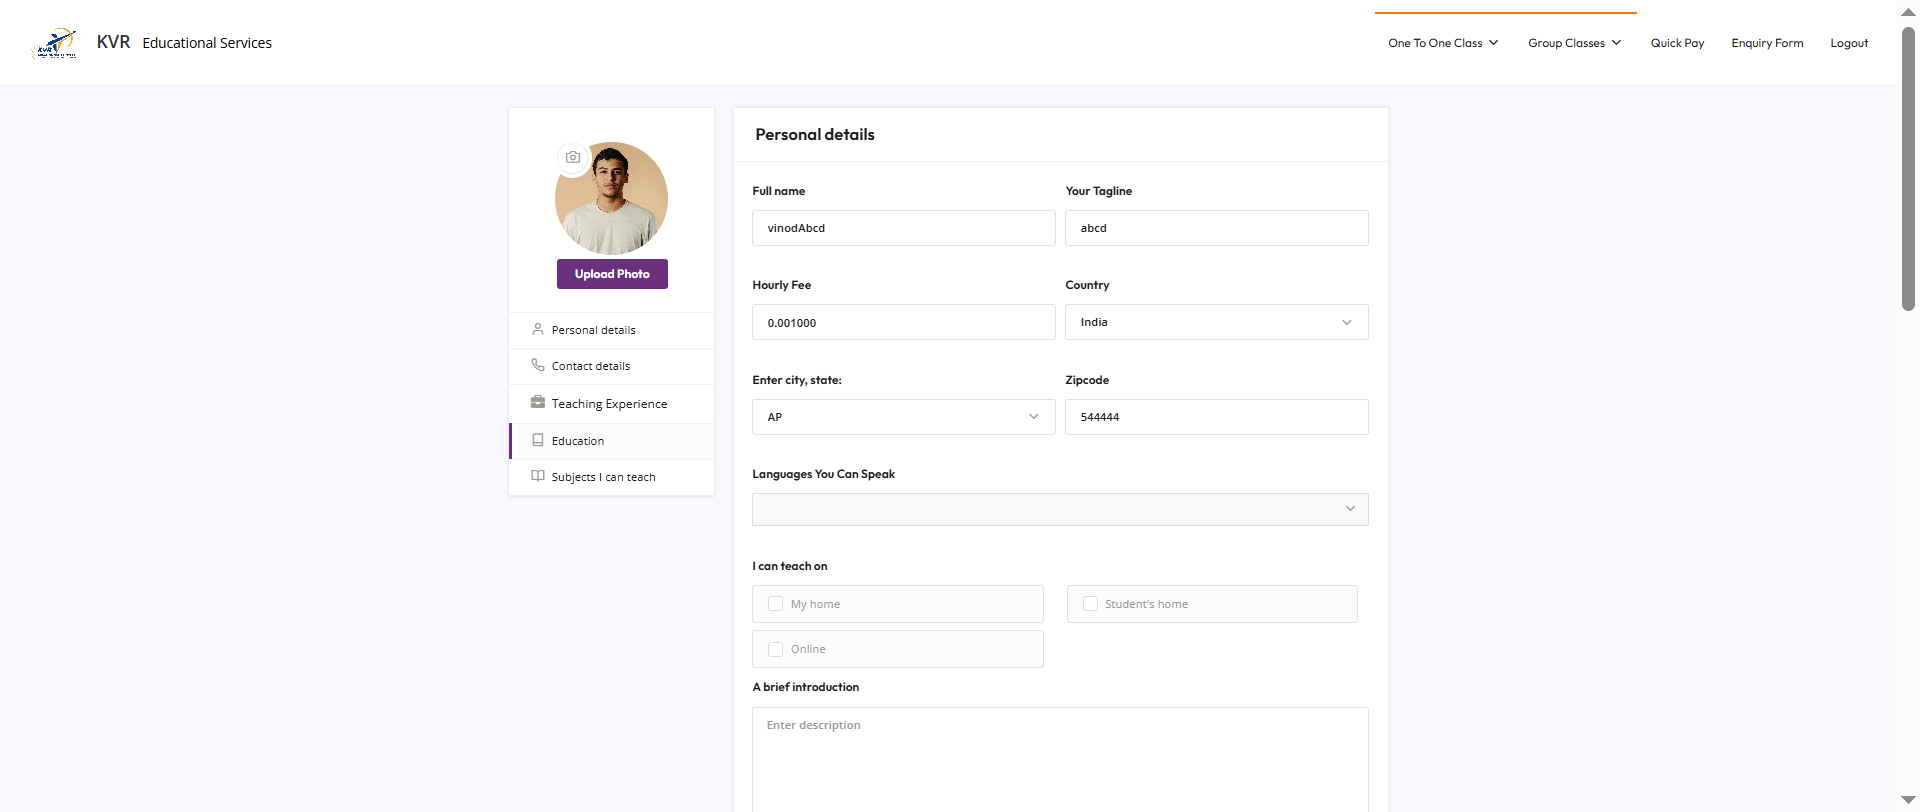 KVR Educational Services
One To One Class
Group Classes
Quick Pay
Enquiry Form
Logout
Upload Photo
Personal details
Contact details
Teaching Experience
Education
Subjects I can teach
Personal details
Full name
Your Tagline
vinodAbcd
abcd
Hourly Fee
Country
0.001000
India
Enter city, state:
Zipcode
AP
544444
Languages You Can Speak
I can teach on
My home
Student's home
Online
A brief introduction
Enter description